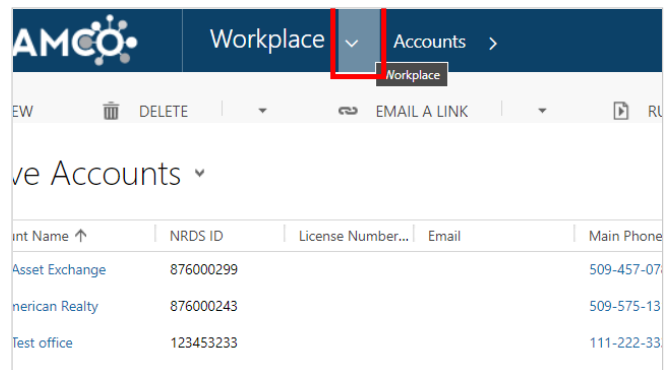 AMCO Workplace Accounts
Workplace
EW DELETE EMAIL A LINK RU
ve Accounts
unt Name NRDS ID License Number... Email Main Phone
Asset Exchange 876000299 509-457-07
merican Realty 876000243 509-575-13
Test office 123453233 111-222-33